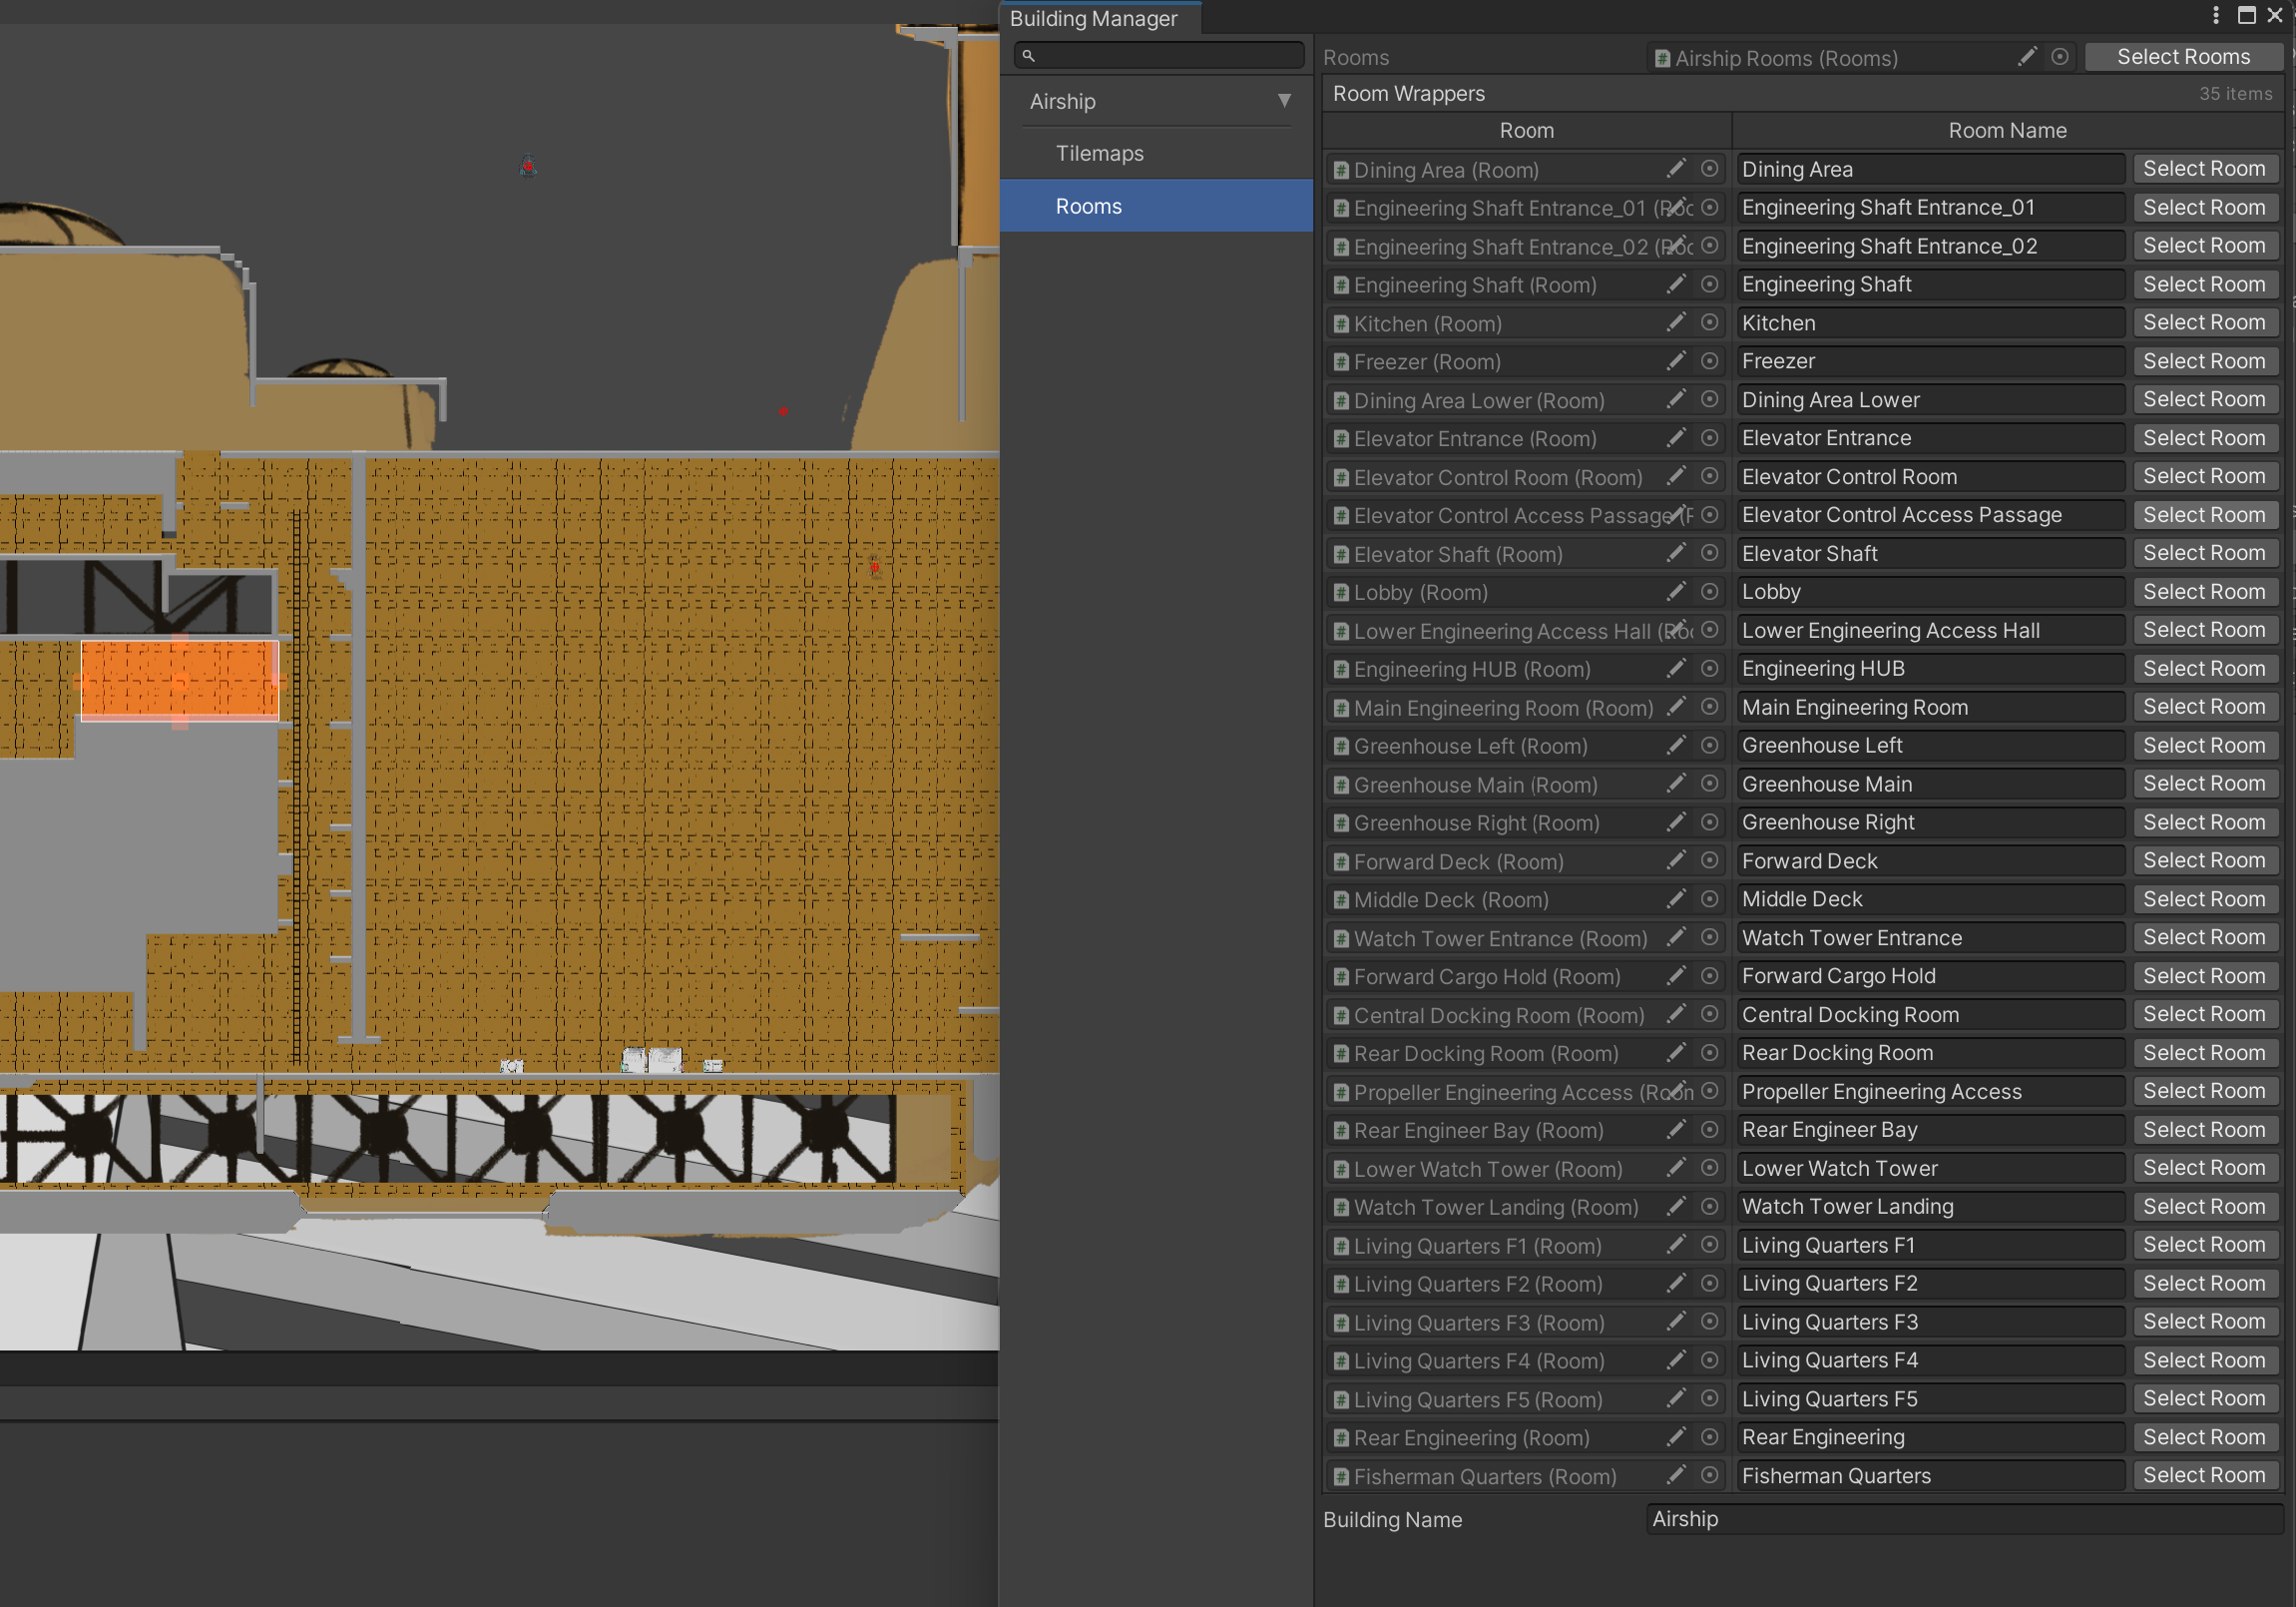 Building Manager
Rooms Airship Rooms (Rooms) Select Rooms
Airship
Tilemaps
Rooms
Room Wrappers 35 items
Room Room Name
Dining Area (Room) Dining Area Select Room
Engineering Shaft Entrance_01 (Roo Engineering Shaft Entrance_01 Select Room
Engineering Shaft Entrance_02 (Roo Engineering Shaft Entrance_02 Select Room
Engineering Shaft (Room) Engineering Shaft Select Room
Kitchen (Room) Kitchen Select Room
Freezer (Room) Freezer Select Room
Dining Area Lower (Room) Dining Area Lower Select Room
Elevator Entrance (Room) Elevator Entrance Select Room
Elevator Control Room (Room) Elevator Control Room Select Room
Elevator Control Access Passage (R Elevator Control Access Passage Select Room
Elevator Shaft (Room) Elevator Shaft Select Room
Lobby (Room) Lobby Select Room
Lower Engineering Access Hall (Roo Lower Engineering Access Hall Select Room
Engineering HUB (Room) Engineering HUB Select Room
Main Engineering Room (Room) Main Engineering Room Select Room
Greenhouse Left (Room) Greenhouse Left Select Room
Greenhouse Main (Room) Greenhouse Main Select Room
Greenhouse Right (Room) Greenhouse Right Select Room
Forward Deck (Room) Forward Deck Select Room
Middle Deck (Room) Middle Deck Select Room
Watch Tower Entrance (Room) Watch Tower Entrance Select Room
Forward Cargo Hold (Room) Forward Cargo Hold Select Room
Central Docking Room (Room) Central Docking Room Select Room
Rear Docking Room (Room) Rear Docking Room Select Room
Propeller Engineering Access (Room Propeller Engineering Access Select Room
Rear Engineer Bay (Room) Rear Engineer Bay Select Room
Lower Watch Tower (Room) Lower Watch Tower Select Room
Watch Tower Landing (Room) Watch Tower Landing Select Room
Living Quarters F1 (Room) Living Quarters F1 Select Room
Living Quarters F2 (Room) Living Quarters F2 Select Room
Living Quarters F3 (Room) Living Quarters F3 Select Room
Living Quarters F4 (Room) Living Quarters F4 Select Room
Living Quarters F5 (Room) Living Quarters F5 Select Room
Rear Engineering (Room) Rear Engineering Select Room
Fisherman Quarters (Room) Fisherman Quarters Select Room
Building Name Airship